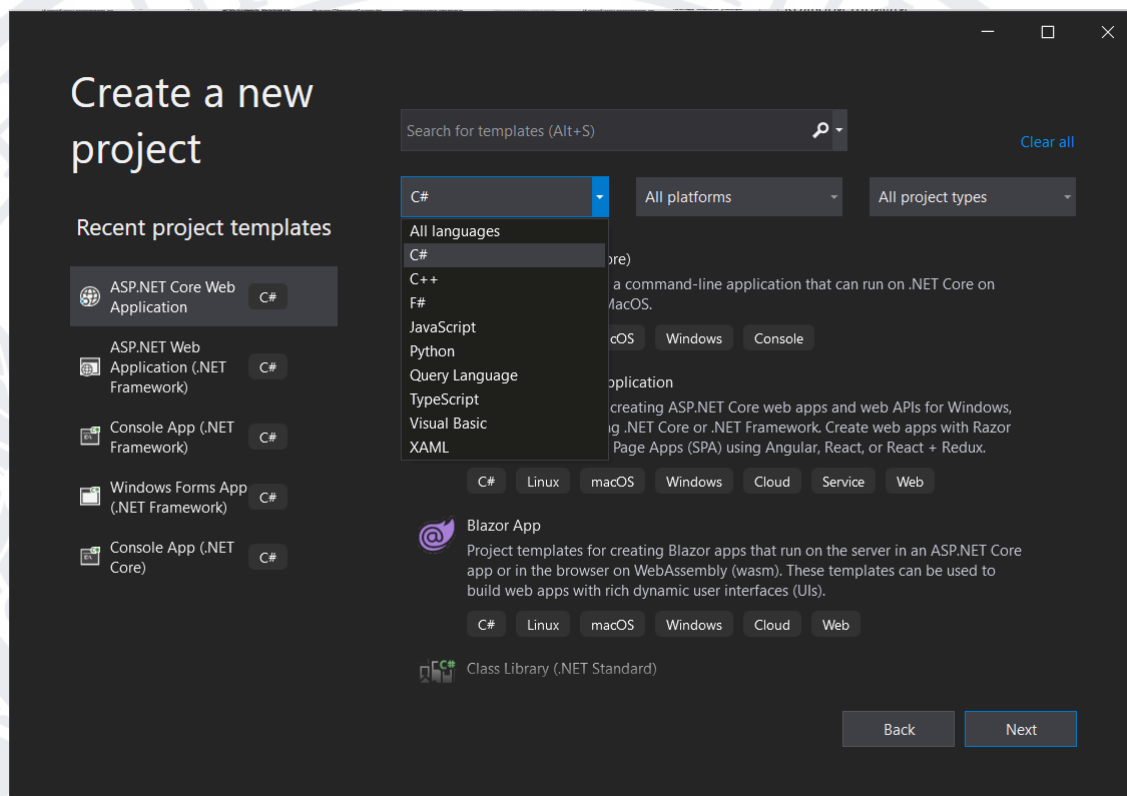 Create a new
project
Search for templates (Alt+S)
Clear all
C#
All platforms
All project types
Recent project templates
ASP.NET Core Web
Application
C#
ASP.NET Web
Application (.NET
Framework)
C#
Console App (.NET
Framework)
C#
Windows Forms App
(.NET Framework)
C#
Console App (.NET
Core)
C#
All languages
C#
C++
F#
JavaScript
Python
Query Language
TypeScript
Visual Basic
XAML
a command-line application that can run on .NET Core on
Windows
Console
creating ASP.NET Core web apps and web APIs for Windows,
.NET Core or .NET Framework. Create web apps with Razor
Page Apps (SPA) using Angular, React, or React + Redux.
C#
Linux
macOS
Windows
Cloud
Service
Web
Blazor App
Project templates for creating Blazor apps that run on the server in an ASP.NET Core
app or in the browser on WebAssembly (wasm). These templates can be used to
build web apps with rich dynamic user interfaces (UIs).
C#
Linux
macOS
Windows
Cloud
Web
Class Library (.NET Standard)
Back
Next